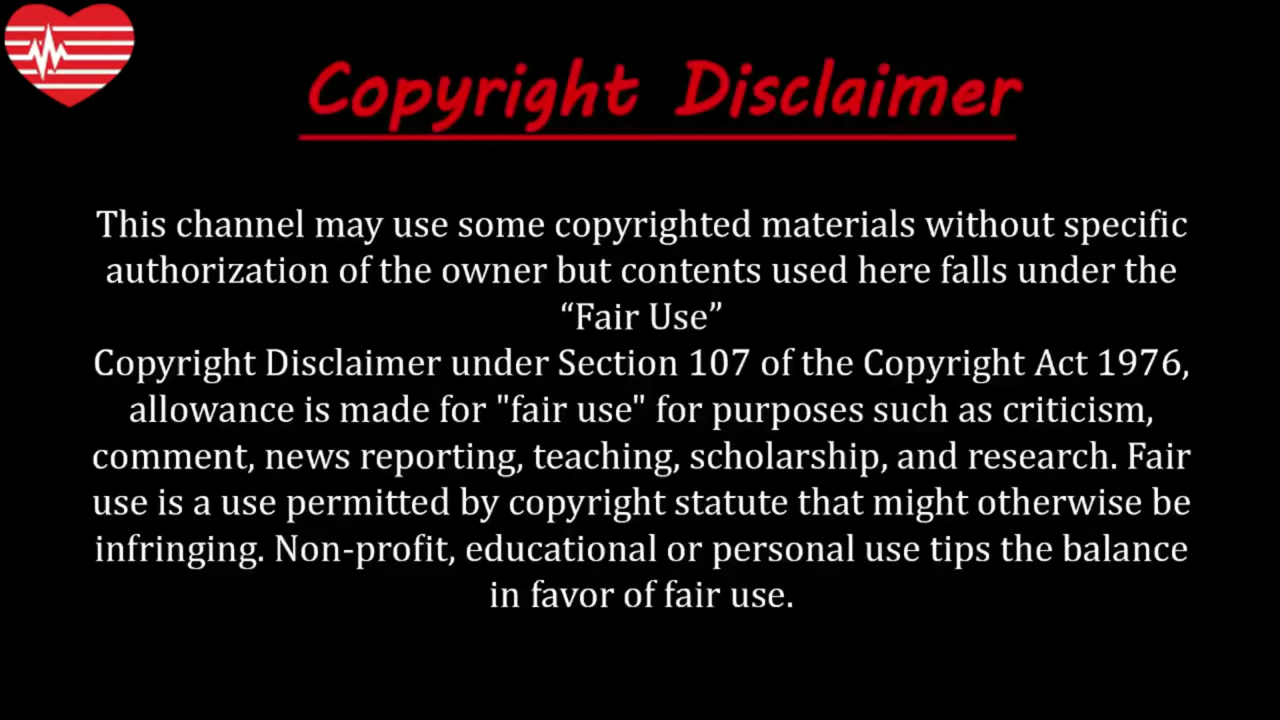 Copyright Disclaimer
This channel may use some copyrighted materials without specific
authorization of the owner but contents used here falls under the
“Fair Use”
Copyright Disclaimer under Section 107 of the Copyright Act 1976,
allowance is made for "fair use" for purposes such as criticism,
comment, news reporting, teaching, scholarship, and research. Fair
use is a use permitted by copyright statute that might otherwise be
infringing. Non-profit, educational or personal use tips the balance
in favor of fair use.